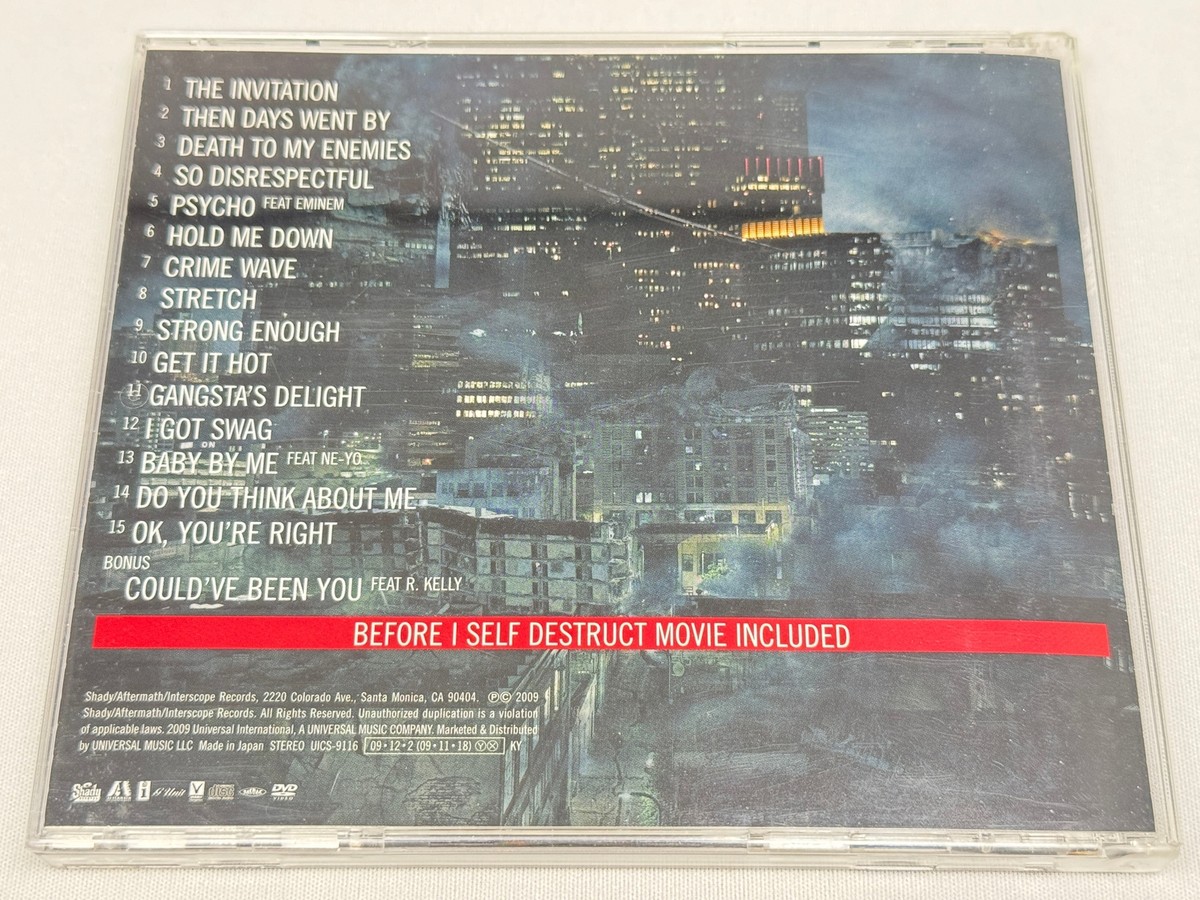 1 THE INVITATION
2 THEN DAYS WENT BY
3 DEATH TO MY ENEMIES
4 SO DISRESPECTFUL
5 PSYCHO FEAT EMINEM
6 HOLD ME DOWN
7 CRIME WAVE
8 STRETCH
9 STRONG ENOUGH
10 GET IT HOT
11 GANGSTA'S DELIGHT
12 I GOT SWAG
13 BABY BY ME FEAT NE-YO
14 DO YOU THINK ABOUT ME
15 OK, YOU'RE RIGHT
BONUS
COULD'VE BEEN YOU FEAT R. KELLY
BEFORE I SELF DESTRUCT MOVIE INCLUDED
Shady/Aftermath/Interscope Records, 2220 Colorado Ave., Santa Monica, CA 90404. ℗© 2009
Shady/Aftermath/Interscope Records. All Rights Reserved. Unauthorized duplication is a violation
of applicable laws. 2009 Universal International, A UNIVERSAL MUSIC COMPANY. Marketed & Distributed
by UNIVERSAL MUSIC LLC Made in Japan STEREO UICS-9116 09・12・2 (09・11・18) Ⓨ Ⓧ KY
Shady G Unit DVD
VIDEO